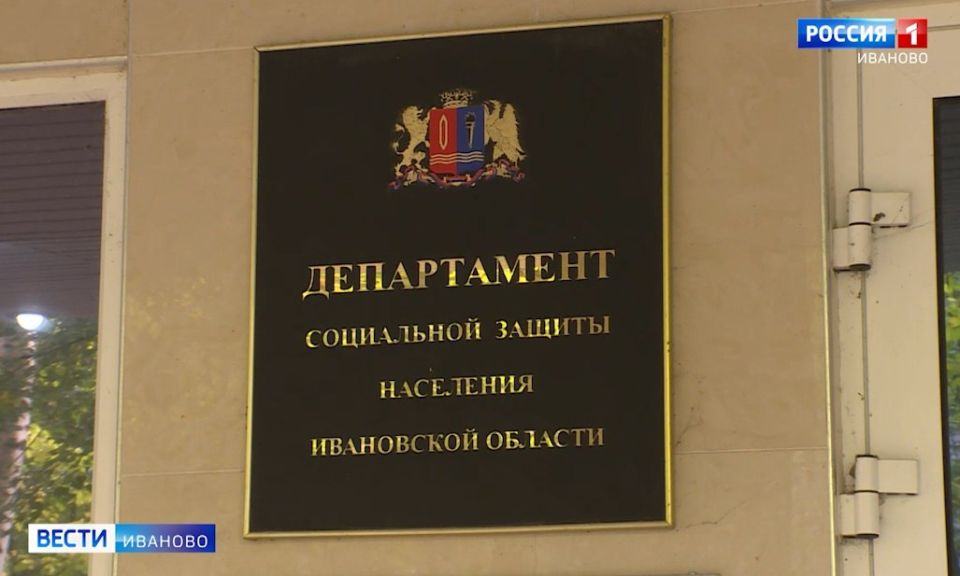 РОССИЯ 1
ИВАНОВО
ДЕПАРТАМЕНТ
СОЦИАЛЬНОЙ ЗАЩИТЫ
НАСЕЛЕНИЯ
ИВАНОВСКОЙ ОБЛАСТИ
ВЕСТИ ИВАНОВО